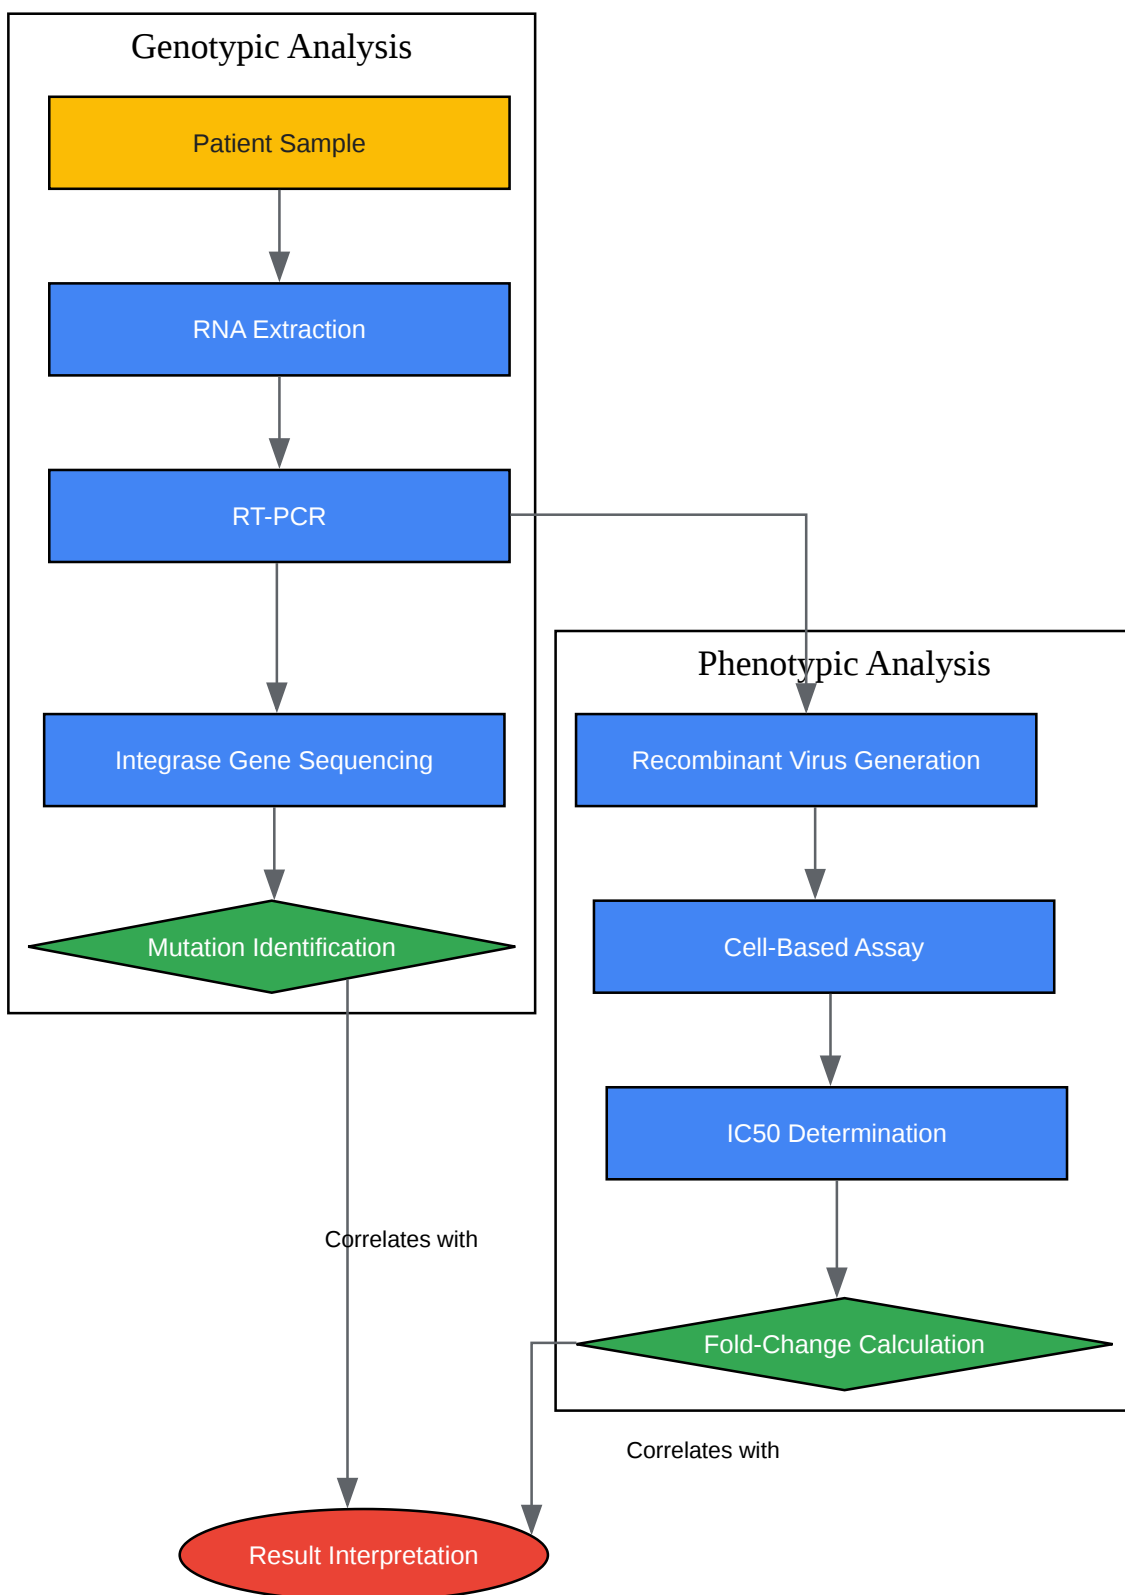 Genotypic Analysis
Patient Sample
RNA Extraction
RT-PCR
Integrase Gene Sequencing
Mutation Identification
Phenotypic Analysis
Recombinant Virus Generation
Cell-Based Assay
IC50 Determination
Fold-Change Calculation
Correlates with
Correlates with
Result Interpretation